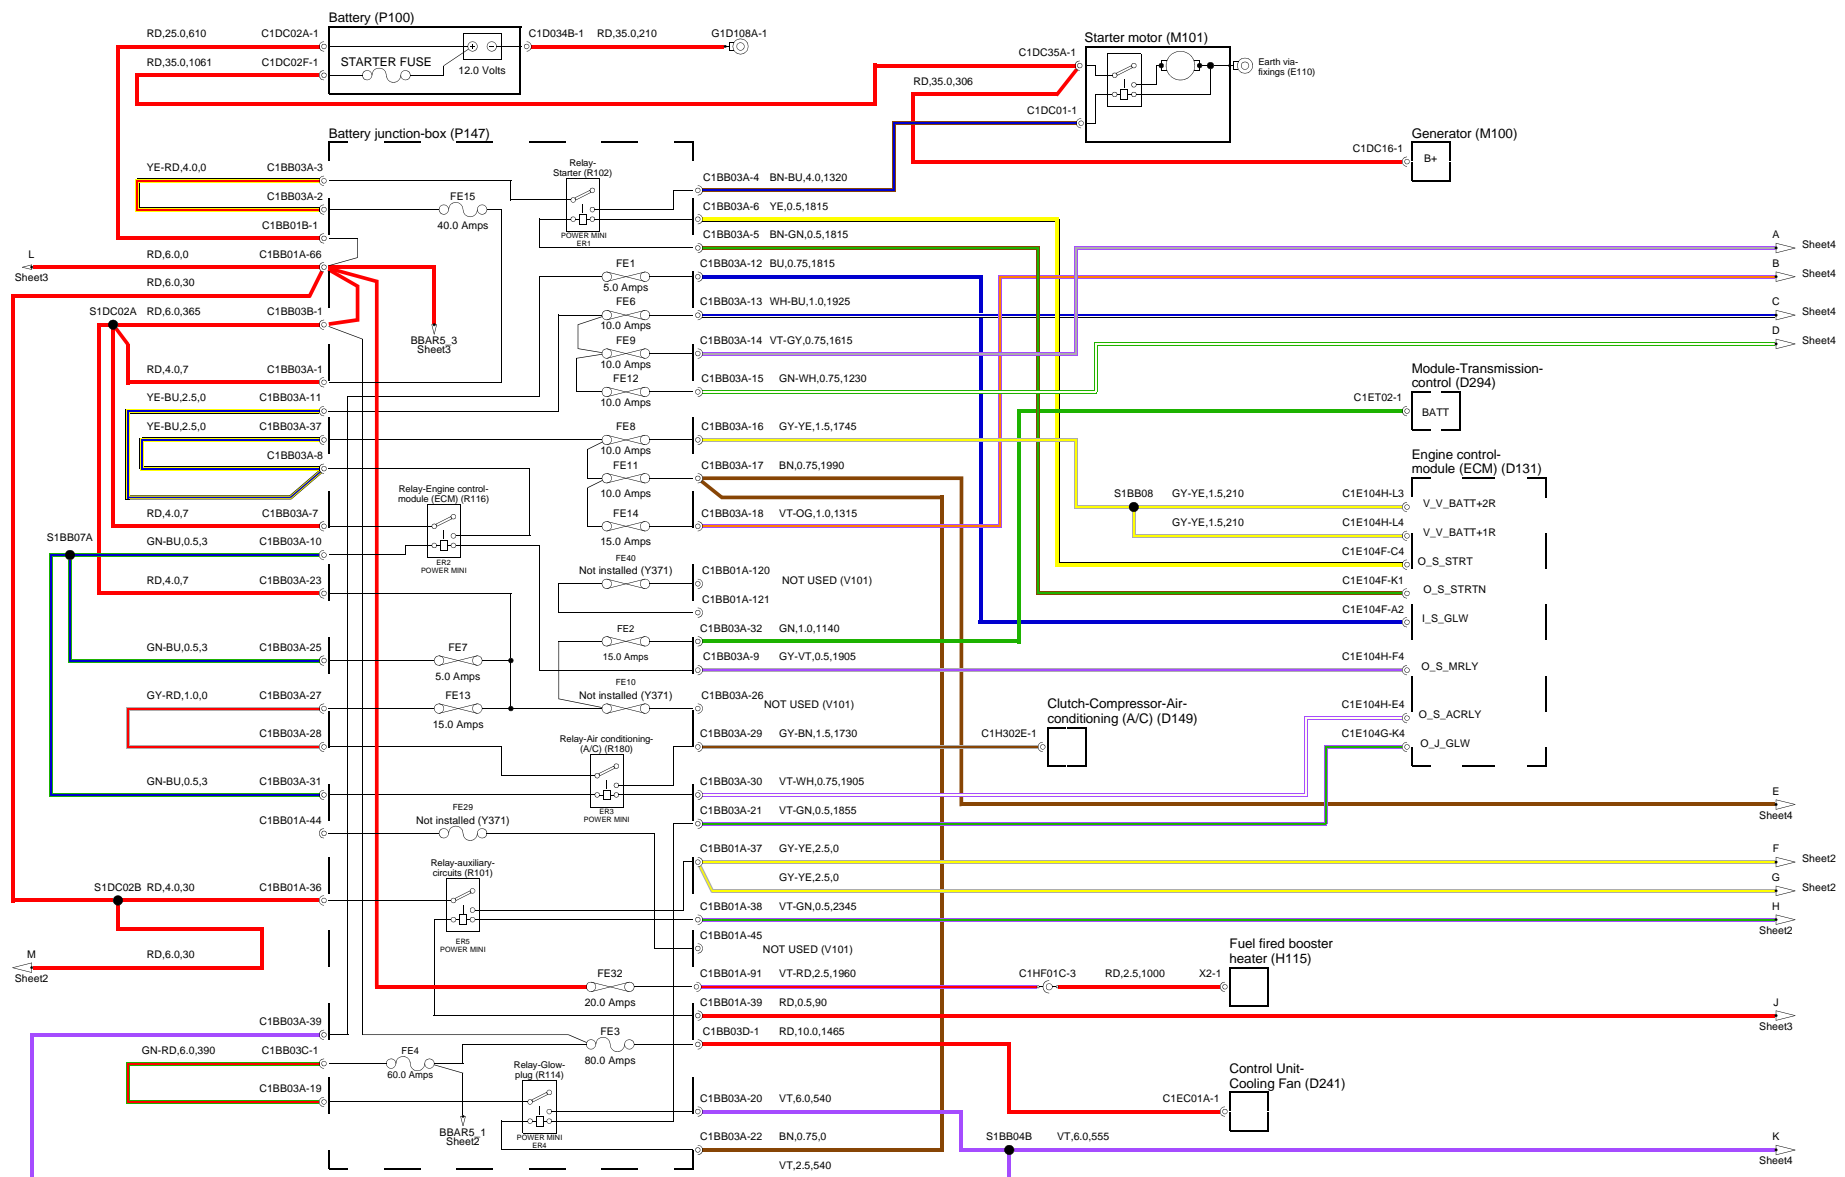 Battery (P100)
RD,25.0,610 C1DC02A-1
C1D034B-1 RD,35.0,210 G1D108A-1
RD,35.0,1061 C1DC02F-1
STARTER FUSE
12.0 Volts
Starter motor (M101)
C1DC35A-1
Earth via-
fixings (E110)
RD,35.0,306
C1DC01-1
Generator (M100)
C1DC16-1
B+
Battery junction-box (P147)
YE-RD,4.0,0 C1BB03A-3
Relay-
Starter (R102)
C1BB03A-4 BN-BU,4.0,1320
C1BB03A-2
FE15
40.0 Amps
C1BB03A-6 YE,0.5,1815
C1BB01B-1
POWER MINI
ER1
C1BB03A-5 BN-GN,0.5,1815
A
Sheet4
L
Sheet3
RD,6.0,0 C1BB01A-66
FE1
5.0 Amps
C1BB03A-12 BU,0.75,1815
B
Sheet4
RD,6.0,30
FE6
10.0 Amps
C1BB03A-13 WH-BU,1.0,1925
C
Sheet4
S1DC02A RD,6.0,365 C1BB03B-1
BBAR5_3
Sheet3
FE9
10.0 Amps
C1BB03A-14 VT-GY,0.75,1615
D
Sheet4
RD,4.0,7 C1BB03A-1
FE12
10.0 Amps
C1BB03A-15 GN-WH,0.75,1230
Module-Transmission-
control (D294)
C1ET02-1
BATT
YE-BU,2.5,0 C1BB03A-11
YE-BU,2.5,0 C1BB03A-37
FE8
10.0 Amps
C1BB03A-16 GY-YE,1.5,1745
C1BB03A-8
FE11
10.0 Amps
C1BB03A-17 BN,0.75,1990
Engine control-
module (ECM) (D131)
Relay-Engine control-
module (ECM) (R116)
S1BB08 GY-YE,1.5,210 C1E104H-L3
V_V_BATT+2R
RD,4.0,7 C1BB03A-7
FE14
15.0 Amps
C1BB03A-18 VT-OG,1.0,1315
GY-YE,1.5,210 C1E104H-L4
V_V_BATT+1R
S1BB07A GN-BU,0.5,3 C1BB03A-10
ER2
POWER MINI
C1E104F-C4
O_S_STRT
FE40
Not installed (Y371)
C1BB01A-120
NOT USED (V101)
RD,4.0,7 C1BB03A-23
C1BB01A-121
C1E104F-K1
O_S_STRTN
C1E104F-A2
I_S_GLW
FE2
15.0 Amps
C1BB03A-32 GN,1.0,1140
GN-BU,0.5,3 C1BB03A-25
FE7
5.0 Amps
C1BB03A-9 GY-VT,0.5,1905
C1E104H-F4
O_S_MRLY
GY-RD,1.0,0 C1BB03A-27
FE13
15.0 Amps
FE10
Not installed (Y371)
C1BB03A-26
NOT USED (V101)
Clutch-Compressor-Air-
conditioning (A/C) (D149)
C1E104H-E4
O_S_ACRLY
C1BB03A-28
Relay-Air conditioning-
(A/C) (R180)
C1BB03A-29 GY-BN,1.5,1730
C1H302E-1
C1E104G-K4
O_J_GLW
GN-BU,0.5,3 C1BB03A-31
ER3
POWER MINI
C1BB03A-30 VT-WH,0.75,1905
E
Sheet4
C1BB01A-44
FE29
Not installed (Y371)
C1BB03A-21 VT-GN,0.5,1855
Relay-auxiliary-
circuits (R101)
C1BB01A-37 GY-YE,2.5,0
F
Sheet2
GY-YE,2.5,0
G
Sheet2
S1DC02B RD,4.0,30 C1BB01A-36
C1BB01A-38 VT-GN,0.5,2345
H
Sheet2
ER5
POWER MINI
C1BB01A-45
NOT USED (V101)
M
Sheet2
RD,6.0,30
Fuel fired booster
heater (H115)
FE32
20.0 Amps
C1BB01A-91 VT-RD,2.5,1960
C1HF01C-3 RD,2.5,1000 X2-1
C1BB01A-39 RD,0.5,90
J
Sheet3
C1BB03A-39
FE3
80.0 Amps
C1BB03D-1 RD,10.0,1465
GN-RD,6.0,390 C1BB03C-1
FE4
60.0 Amps
Relay-Glow-
plug (R114)
Control Unit-
Cooling Fan (D241)
C1BB03A-19
C1BB03A-20 VT,6.0,540
C1EC01A-1
BBAR5_1
Sheet2
POWER MINI
ER4
C1BB03A-22 BN,0.75,0
S1BB04B VT,6.0,555
K
Sheet4
VT,2.5,540